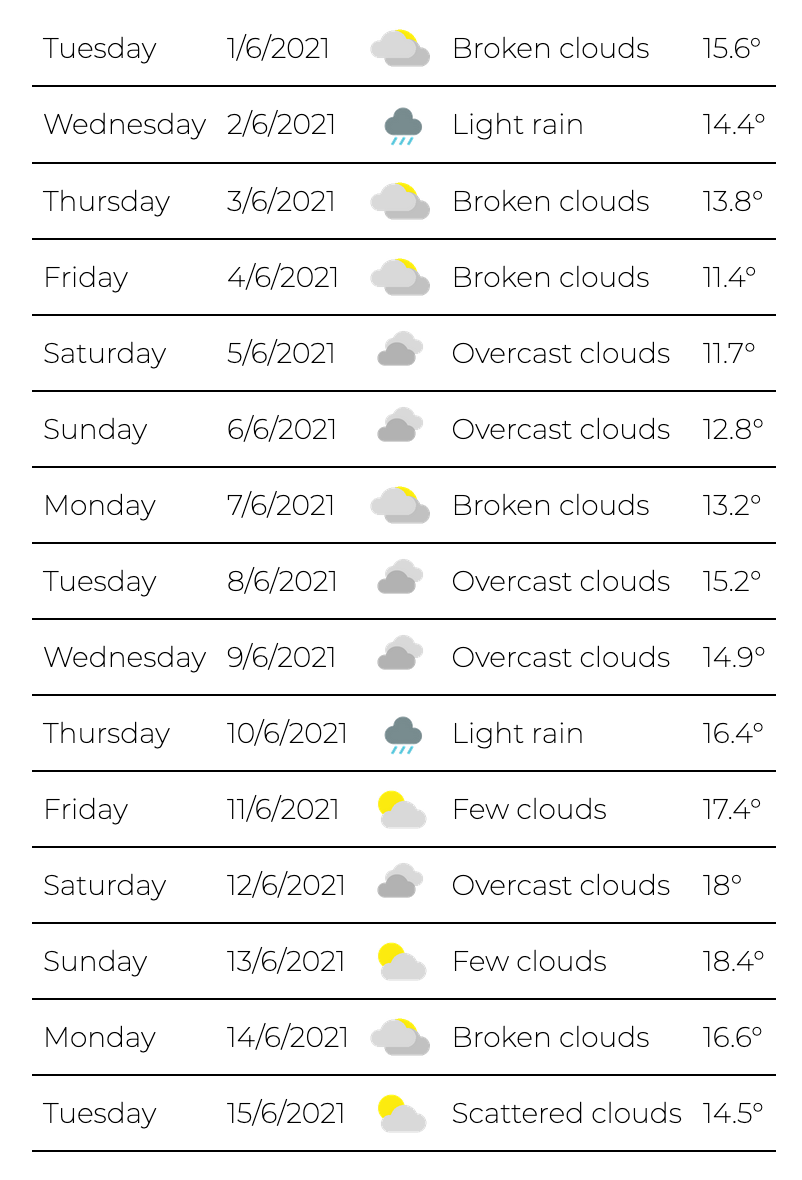 Tuesday 1/6/2021 Broken clouds 15.6°
Wednesday 2/6/2021 Light rain 14.4°
Thursday 3/6/2021 Broken clouds 13.8°
Friday 4/6/2021 Broken clouds 11.4°
Saturday 5/6/2021 Overcast clouds 11.7°
Sunday 6/6/2021 Overcast clouds 12.8°
Monday 7/6/2021 Broken clouds 13.2°
Tuesday 8/6/2021 Overcast clouds 15.2°
Wednesday 9/6/2021 Overcast clouds 14.9°
Thursday 10/6/2021 Light rain 16.4°
Friday 11/6/2021 Few clouds 17.4°
Saturday 12/6/2021 Overcast clouds 18°
Sunday 13/6/2021 Few clouds 18.4°
Monday 14/6/2021 Broken clouds 16.6°
Tuesday 15/6/2021 Scattered clouds 14.5°